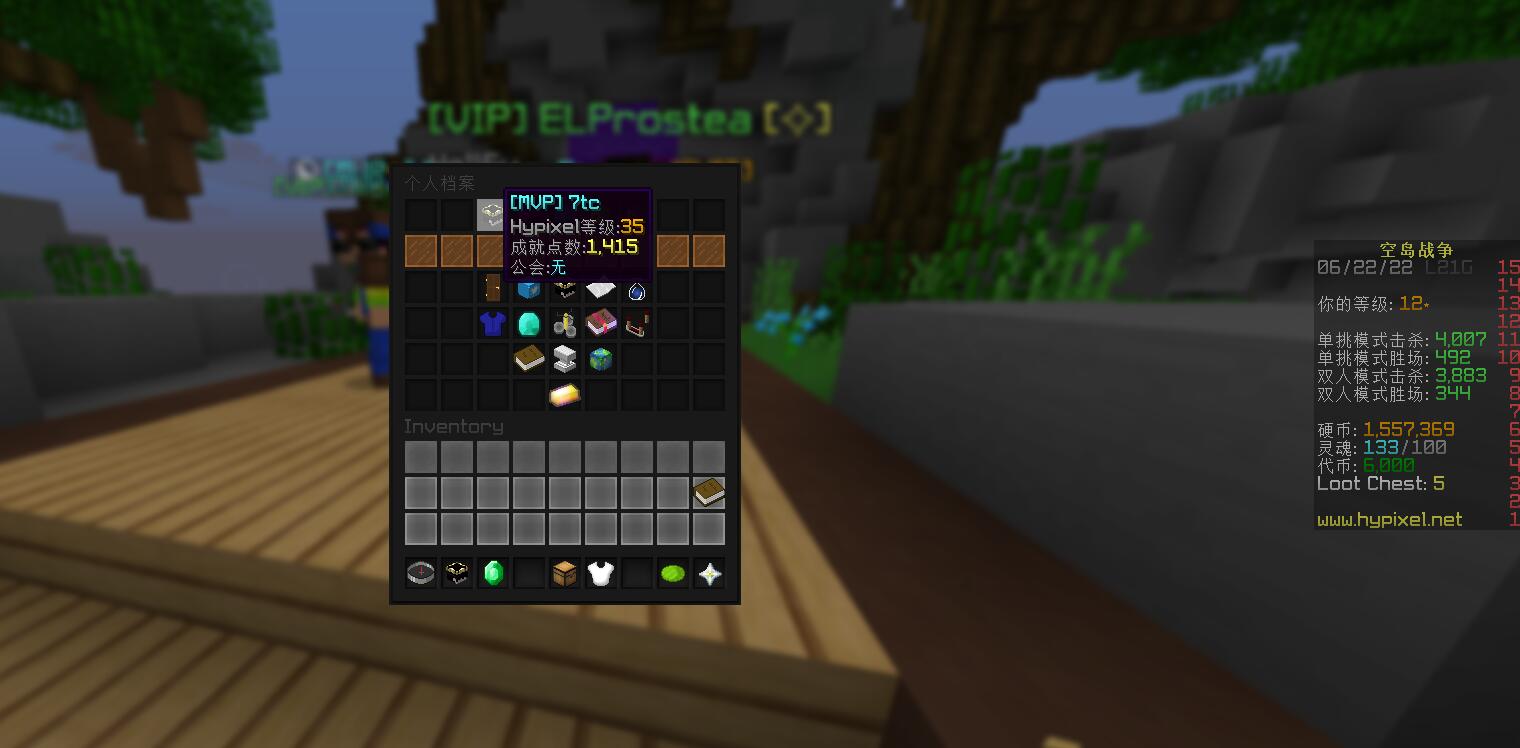 [VIP] ELProstea [✧]
个人档案
[MVP] 7tc
Hypixel等级:35
成就点数:1,415
公会:无
Inventory
空岛战争
06/22/22 L21G 15
14
你的等级: 12⋆ 13
12
单挑模式击杀: 4,007 11
单挑模式胜场: 492 10
双人模式击杀: 3,883 9
双人模式胜场: 344 8
7
硬币: 1,557,369 6
灵魂: 133/100 5
代币: 6,000 4
Loot Chest: 5 3
2
www.hypixel.net 1